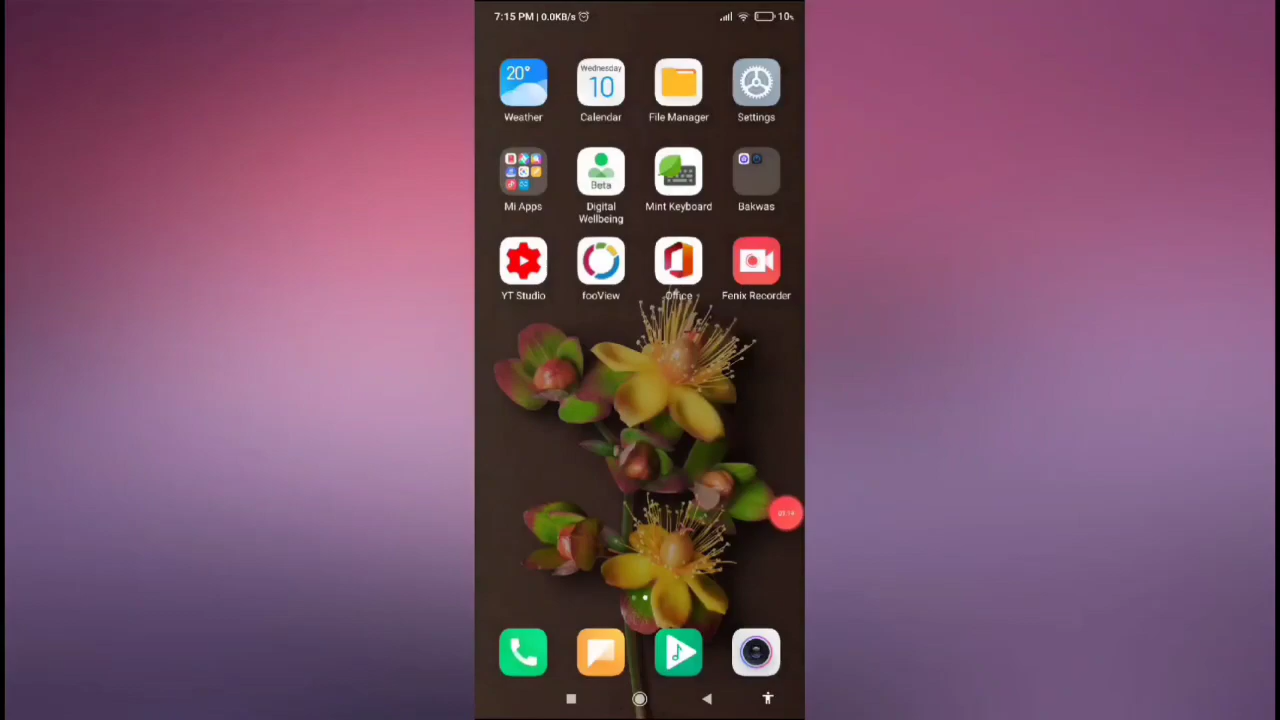 7:15 PM | 0.0KB/s
10%
20°
Wednesday
10
Weather
Calendar
File Manager
Settings
Beta
Mi Apps
Digital
Wellbeing
Mint Keyboard
Bakwas
YT Studio
fooView
Office
Fenix Recorder